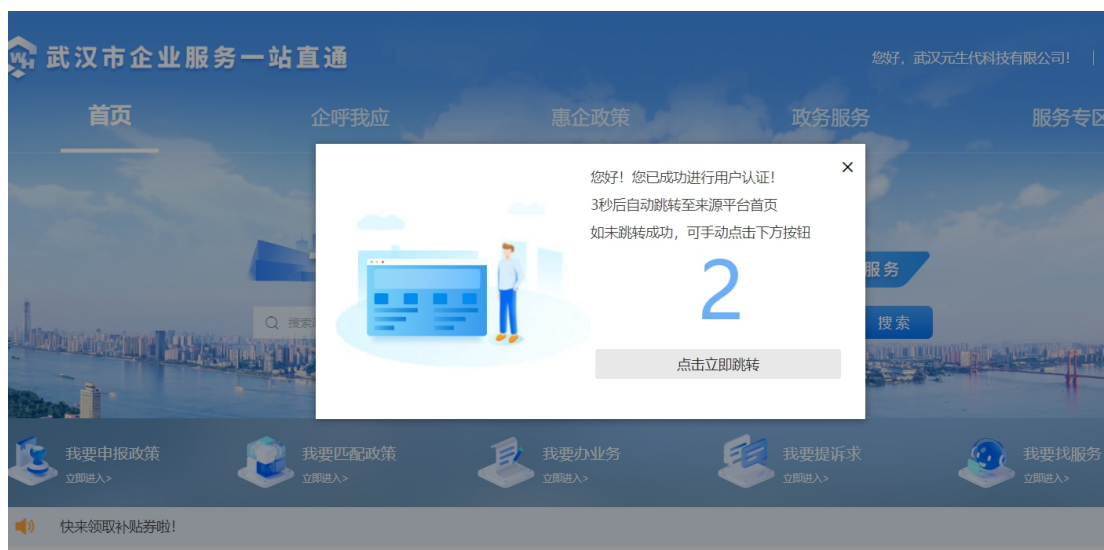 武汉市企业服务一站直通
您好，武汉元生代科技有限公司！
首页
企呼我应
惠企政策
政务服务
服务专区
您好！您已成功进行用户认证！
3秒后自动跳转至来源平台首页
如未跳转成功，可手动点击下方按钮
2
点击立即跳转
服务
搜索
搜索
我要申报政策
立即进入>
我要匹配政策
立即进入>
我要办业务
立即进入>
我要提诉求
立即进入>
我要找服务
立即进入>
快来领取补贴券啦！